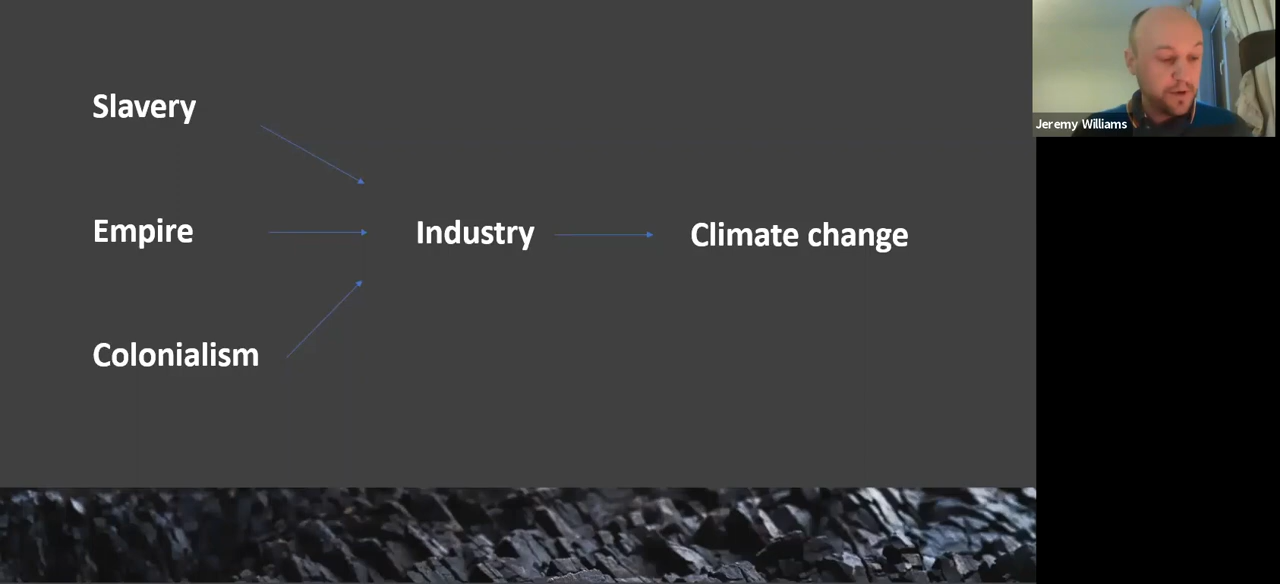 Slavery
Empire
Industry
Climate change
Colonialism
Jeremy Williams